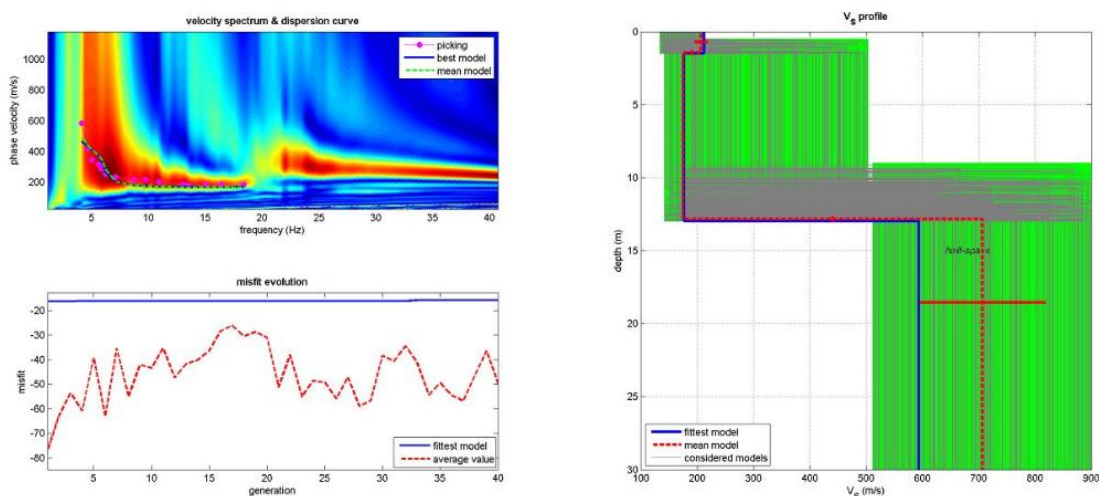 velocity spectrum & dispersion curve
1000
800
600
400
200
phase velocity (m/s)
picking
best model
mean model
5 10 15 20 25 30 35 40
frequency (Hz)
misfit evolution
-20
-30
-40
-50
-60
-70
-80
misfit
fittest model
average value
5 10 15 20 25 30 35 40
generation
VS profile
0
5
10
15
20
25
30
depth (m)
half-space
fittest model
mean model
considered models
100 200 300 400 500 600 700 800 900
VS (m/s)